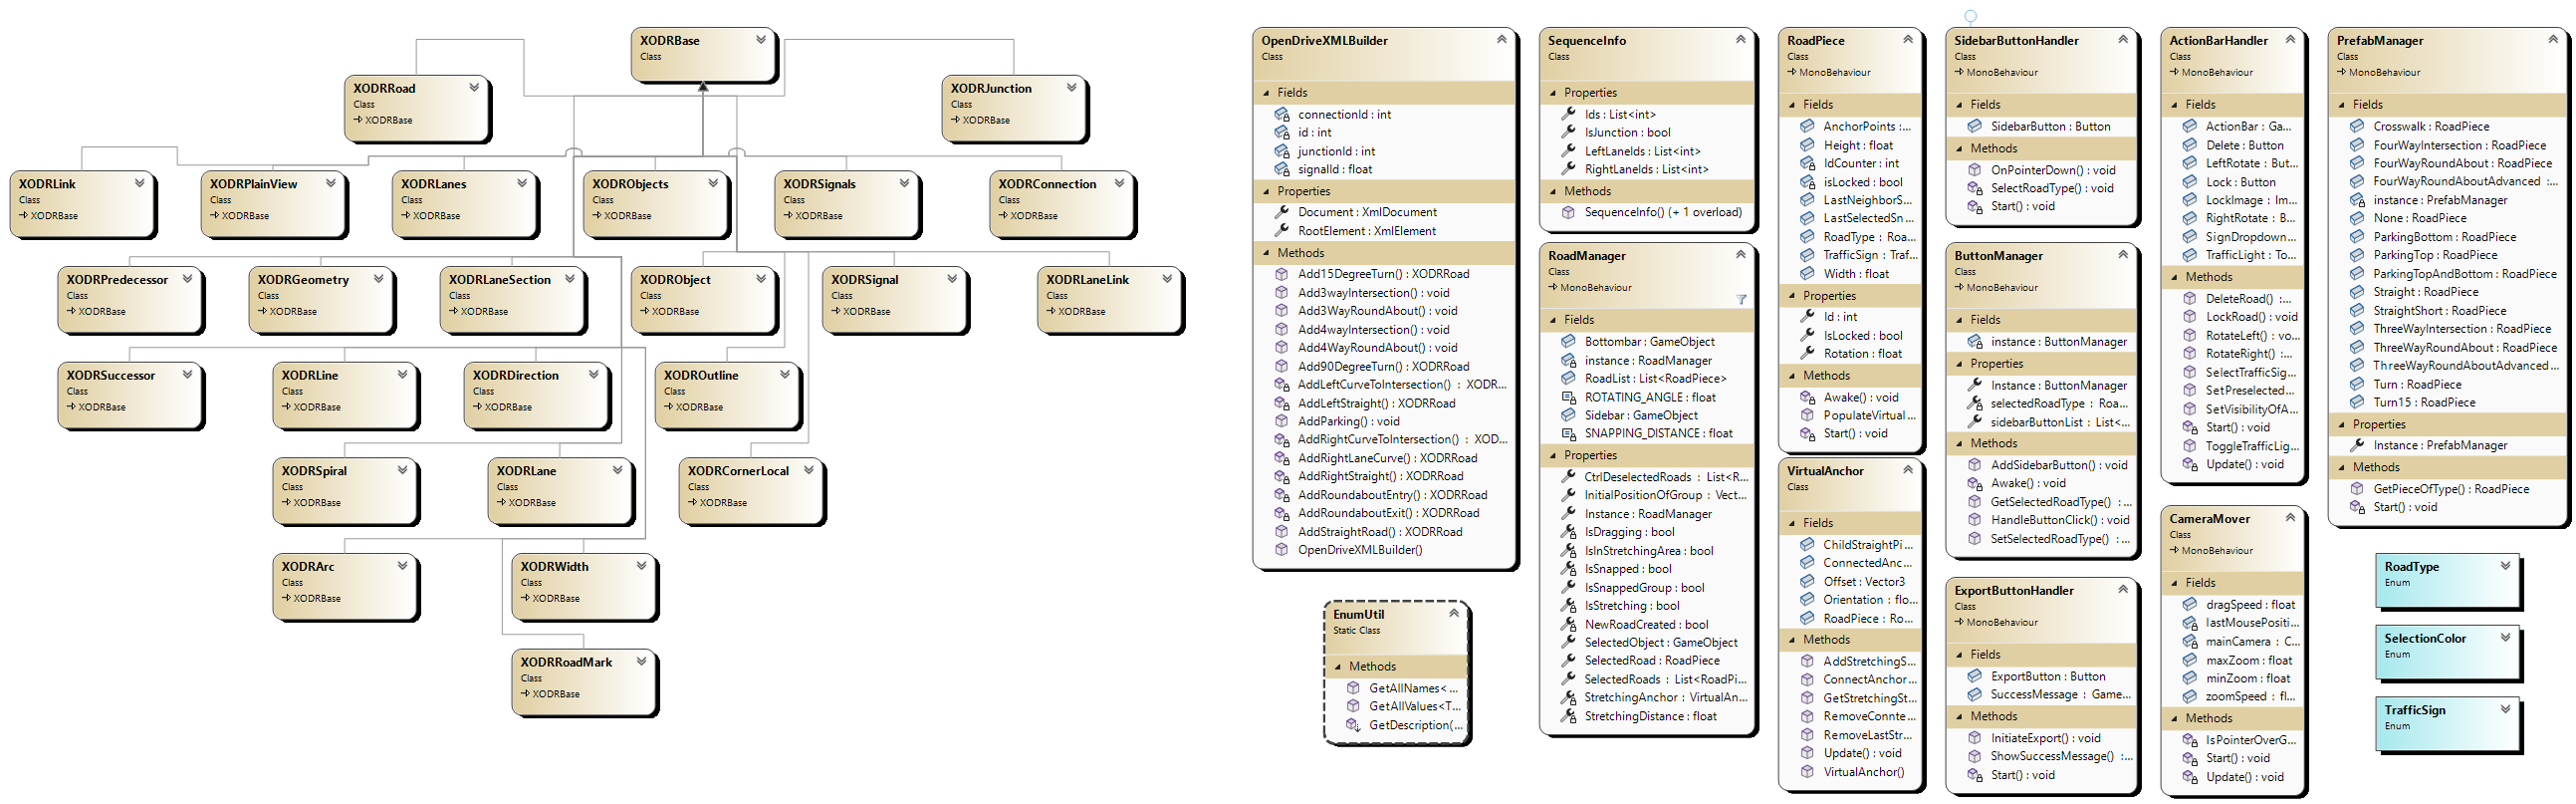 XODRBase
Class
XODRRoad
Class
XODRBase
XODRJunction
Class
XODRBase
XODRLink
Class
XODRBase
XODRPlainView
Class
XODRBase
XODRLanes
Class
XODRBase
XODRObjects
Class
XODRBase
XODRSignals
Class
XODRBase
XODRConnection
Class
XODRBase
XODRPredecessor
Class
XODRBase
XODRGeometry
Class
XODRBase
XODRLaneSection
Class
XODRBase
XODRObject
Class
XODRBase
XODRSignal
Class
XODRBase
XODRLaneLink
Class
XODRBase
XODRSuccessor
Class
XODRBase
XODRLine
Class
XODRBase
XODRDirection
Class
XODRBase
XODROutline
Class
XODRBase
XODRSpiral
Class
XODRBase
XODRLane
Class
XODRBase
XODRCornerLocal
Class
XODRBase
XODRArc
Class
XODRBase
XODRWidth
Class
XODRBase
XODRRoadMark
Class
XODRBase
OpenDriveXMLBuilder
Class
Fields
connectionId : int
id : int
junctionId : int
signalId : float
Properties
Document : XmlDocument
RootElement : XmlElement
Methods
Add15DegreeTurn() : XODRRoad
Add3wayIntersection() : void
Add3WayRoundAbout() : void
Add4wayIntersection() : void
Add4WayRoundAbout() : void
Add90DegreeTurn() : XODRRoad
AddLeftCurveToIntersection() : XODR...
AddLeftStraight() : XODRRoad
AddParking() : void
AddRightCurveToIntersection() : XOD...
AddRightLaneCurve() : XODRRoad
AddRightStraight() : XODRRoad
AddRoundaboutEntry() : XODRRoad
AddRoundaboutExit() : XODRRoad
AddStraightRoad() : XODRRoad
OpenDriveXMLBuilder()
EnumUtil
Static Class
Methods
GetAllNames< ...
GetAllValues<T...
GetDescription(...
SequenceInfo
Class
Properties
Ids : List<int>
IsJunction : bool
LeftLaneIds : List<int>
RightLaneIds : List<int>
Methods
SequenceInfo() (+ 1 overload)
RoadManager
Class
MonoBehaviour
Fields
Bottombar : GameObject
instance : RoadManager
RoadList : List<RoadPiece>
ROTATING_ANGLE : float
Sidebar : GameObject
SNAPPING_DISTANCE : float
Properties
CtrlDeselectedRoads : List<R...
InitialPositionOfGroup : Vect...
Instance : RoadManager
IsDragging : bool
IsInStretchingArea : bool
IsSnapped : bool
IsSnappedGroup : bool
IsStretching : bool
NewRoadCreated : bool
SelectedObject : GameObject
SelectedRoad : RoadPiece
SelectedRoads : List<RoadPi...
StretchingAnchor : VirtualAn...
StretchingDistance : float
RoadPiece
Class
MonoBehaviour
Fields
AnchorPoints :...
Height : float
IdCounter : int
isLocked : bool
LastNeighborS...
LastSelectedSn...
RoadType : Roa...
TrafficSign : Traf...
Width : float
Properties
Id : int
IsLocked : bool
Rotation : float
Methods
Awake() : void
PopulateVirtual...
Start() : void
VirtualAnchor
Class
Fields
ChildStraightPi...
ConnectedAnc...
Offset : Vector3
Orientation : flo...
RoadPiece : Ro...
Methods
AddStretchingS...
ConnectAnchor...
GetStretchingSt...
RemoveConnte...
RemoveLastStr...
Update() : void
VirtualAnchor()
SidebarButtonHandler
Class
MonoBehaviour
Fields
SidebarButton : Button
Methods
OnPointerDown() : void
SelectRoadType() : void
Start() : void
ButtonManager
Class
MonoBehaviour
Fields
instance : ButtonManager
Properties
Instance : ButtonManager
selectedRoadType : Roa...
sidebarButtonList : List<...
Methods
AddSidebarButton() : void
Awake() : void
GetSelectedRoadType() : ...
HandleButtonClick() : void
SetSelectedRoadType() : ...
ExportButtonHandler
Class
MonoBehaviour
Fields
ExportButton : Button
SuccessMessage : Game...
Methods
InitiateExport() : void
ShowSuccessMessage() :...
Start() : void
ActionBarHandler
Class
MonoBehaviour
Fields
ActionBar : Ga...
Delete : Button
LeftRotate : But...
Lock : Button
LockImage : Im...
RightRotate : B...
SignDropdown...
TrafficLight : To...
Methods
DeleteRoad() :...
LockRoad() : void
RotateLeft() : vo...
RotateRight() :...
SelectTrafficSig...
SetPreselected...
SetVisibilityOfA...
Start() : void
ToggleTrafficLig...
Update() : void
CameraMover
Class
MonoBehaviour
Fields
dragSpeed : float
lastMousePositi...
mainCamera : C...
maxZoom : float
minZoom : float
zoomSpeed : fl...
Methods
IsPointerOverG...
Start() : void
Update() : void
PrefabManager
Class
MonoBehaviour
Fields
Crosswalk : RoadPiece
FourWayIntersection : RoadPiece
FourWayRoundAbout : RoadPiece
FourWayRoundAboutAdvanced :...
instance : PrefabManager
None : RoadPiece
ParkingBottom : RoadPiece
ParkingTop : RoadPiece
ParkingTopAndBottom : RoadPiece
Straight : RoadPiece
StraightShort : RoadPiece
ThreeWayIntersection : RoadPiece
ThreeWayRoundAbout : RoadPiece
ThreeWayRoundAboutAdvanced...
Turn : RoadPiece
Turn15 : RoadPiece
Properties
Instance : PrefabManager
Methods
GetPieceOfType() : RoadPiece
Start() : void
RoadType
Enum
SelectionColor
Enum
TrafficSign
Enum